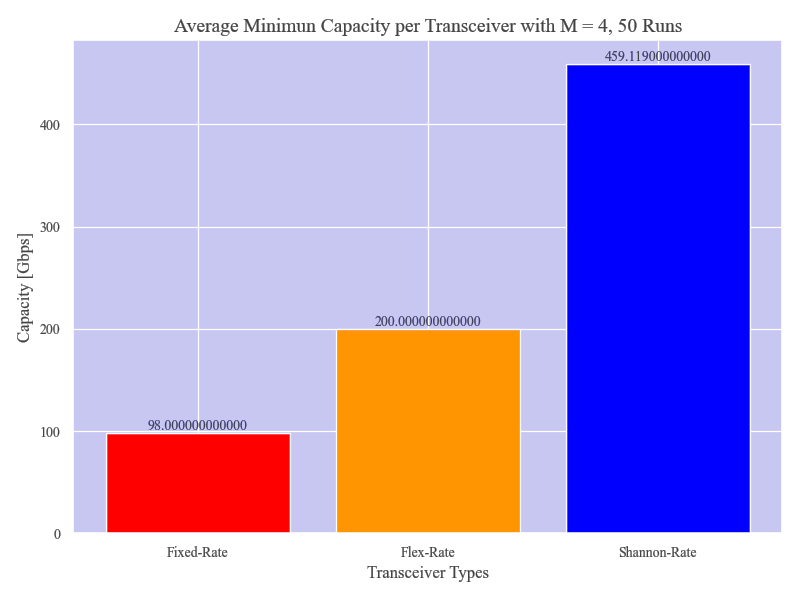 Average Minimun Capacity per Transceiver with M = 4, 50 Runs
459.119000000000
400
300
Capacity [Gbps]
200.000000000000
200
98.000000000000
100
0
Fixed-Rate
Flex-Rate
Shannon-Rate
Transceiver Types